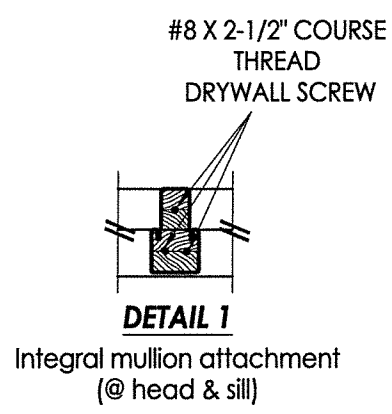 #8 X 2-1/2" COURSE
THREAD
DRYWALL SCREW
DETAIL 1
Integral mullion attachment
(@ head & sill)